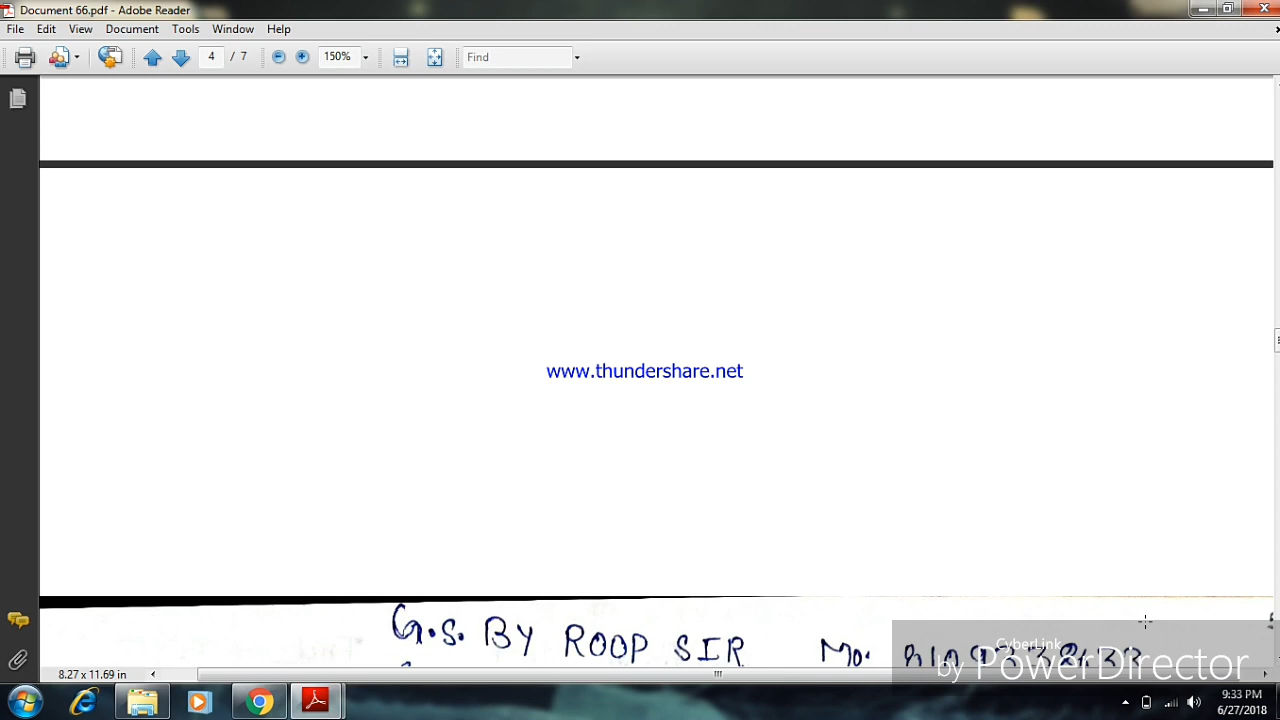 Document 66.pdf - Adobe Reader
File Edit View Document Tools Window Help
4 / 7 150% Find
www.thundershare.net
G.S. BY ROOP SIR Mo.
CyberLink
by PowerDirector
8.27 x 11.69 in
9:33 PM
6/27/2018